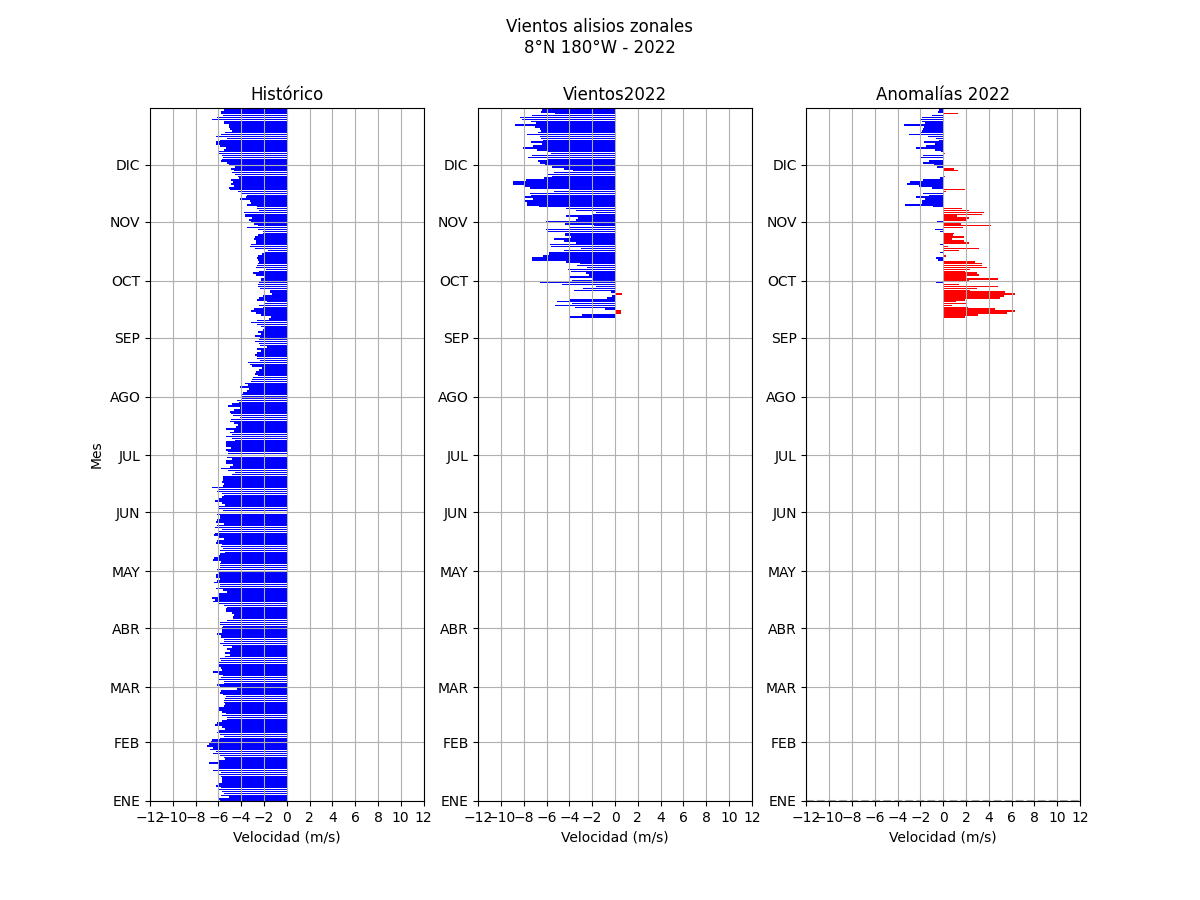 Vientos alisios zonales
8°N 180°W - 2022
Histórico
Vientos2022
Anomalías 2022
Mes
DIC
NOV
OCT
SEP
AGO
JUL
JUN
MAY
ABR
MAR
FEB
ENE
−12 −10 −8 −6 −4 −2 0 2 4 6 8 10 12
Velocidad (m/s)
DIC
NOV
OCT
SEP
AGO
JUL
JUN
MAY
ABR
MAR
FEB
ENE
−12 −10 −8 −6 −4 −2 0 2 4 6 8 10 12
Velocidad (m/s)
DIC
NOV
OCT
SEP
AGO
JUL
JUN
MAY
ABR
MAR
FEB
ENE
−12 −10 −8 −6 −4 −2 0 2 4 6 8 10 12
Velocidad (m/s)